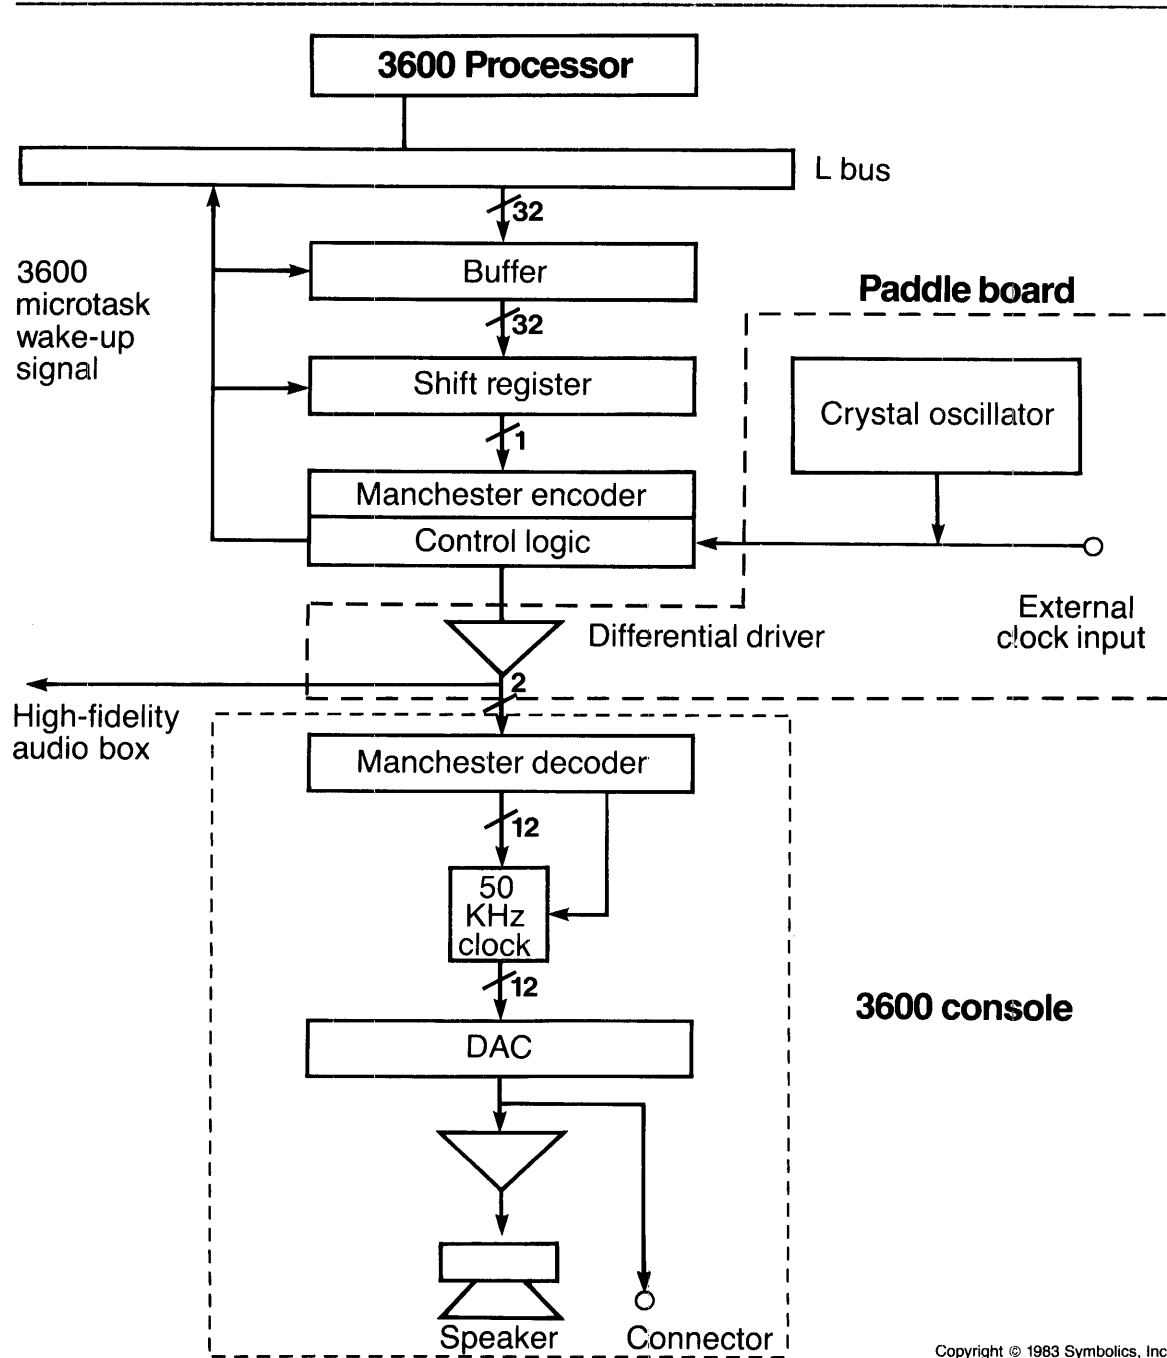 3600 Processor
L bus
32
Buffer
3600
microtask
wake-up
signal
32
Paddle board
Shift register
Crystal oscillator
1
Manchester encoder
Control logic
External
clock input
Differential driver
2
High-fidelity
audio box
Manchester decoder
12
50
KHz
clock
12
3600 console
DAC
Speaker
Connector
Copyright © 1983 Symbolics, Inc